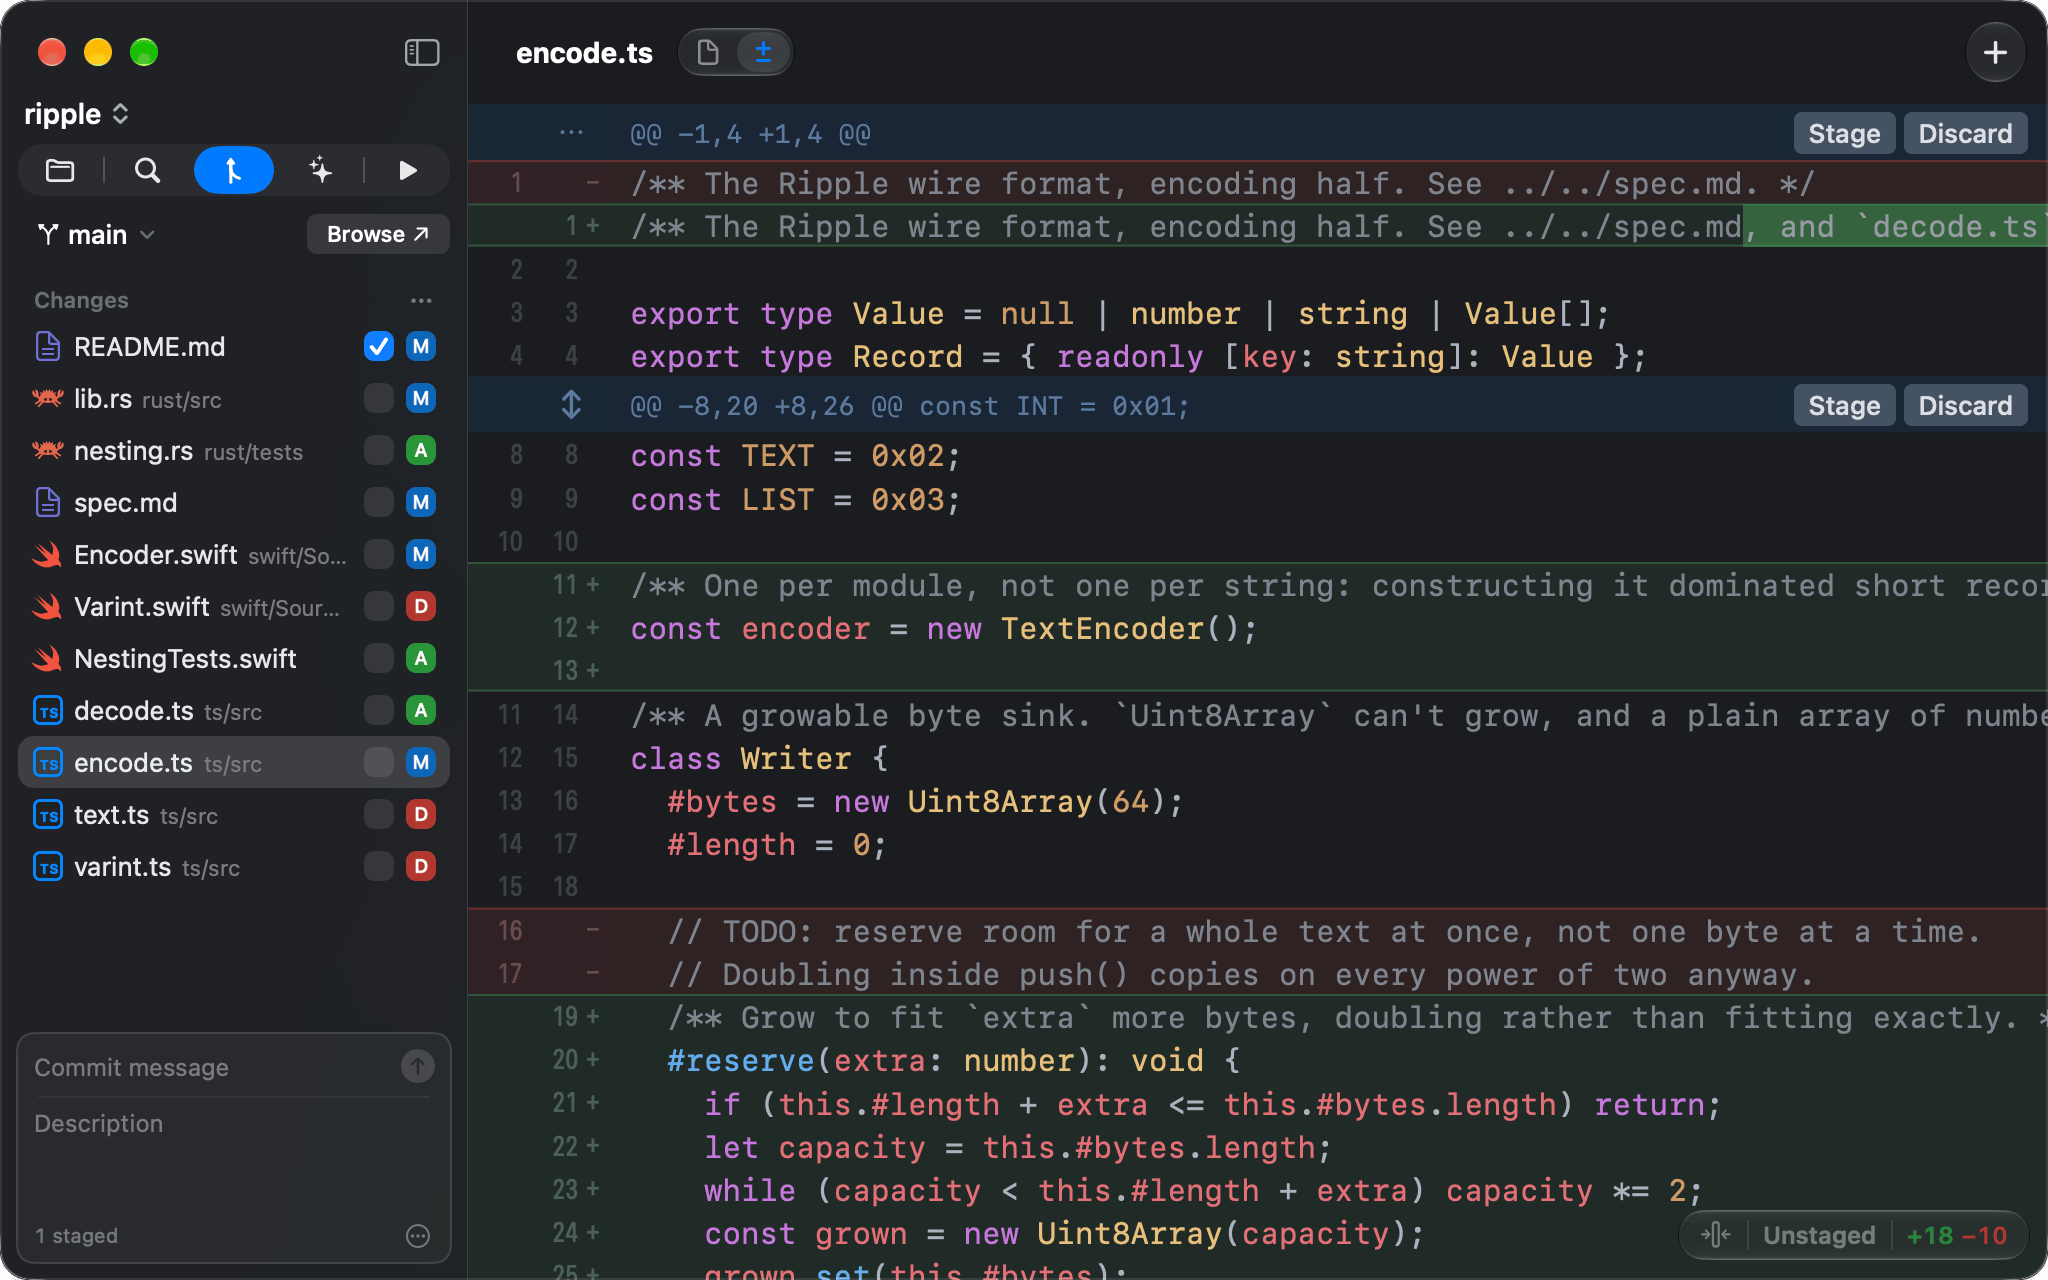 ripple
main
Browse ↗
Changes ···
README.md M
lib.rs rust/src M
nesting.rs rust/tests A
spec.md M
Encoder.swift swift/So... M
Varint.swift swift/Sour... D
NestingTests.swift A
TS decode.ts ts/src A
TS encode.ts ts/src M
TS text.ts ts/src D
TS varint.ts ts/src D
Commit message
Description
1 staged
encode.ts
··· @@ -1,4 +1,4 @@ Stage Discard
1 - /** The Ripple wire format, encoding half. See ../../spec.md. */
1 + /** The Ripple wire format, encoding half. See ../../spec.md, and `decode.ts`
2 2
3 3 export type Value = null | number | string | Value[];
4 4 export type Record = { readonly [key: string]: Value };
@@ -8,20 +8,26 @@ const INT = 0x01; Stage Discard
8 8 const TEXT = 0x02;
9 9 const LIST = 0x03;
10 10
11 + /** One per module, not one per string: constructing it dominated short recor
12 + const encoder = new TextEncoder();
13 +
11 14 /** A growable byte sink. `Uint8Array` can't grow, and a plain array of numbe
12 15 class Writer {
13 16 #bytes = new Uint8Array(64);
14 17 #length = 0;
15 18
16 - // TODO: reserve room for a whole text at once, not one byte at a time.
17 - // Doubling inside push() copies on every power of two anyway.
19 + /** Grow to fit `extra` more bytes, doubling rather than fitting exactly. *
20 + #reserve(extra: number): void {
21 + if (this.#length + extra <= this.#bytes.length) return;
22 + let capacity = this.#bytes.length;
23 + while (capacity < this.#length + extra) capacity *= 2;
24 + const grown = new Uint8Array(capacity);
25 + grown.set(this.#bytes);
Unstaged +18 -10